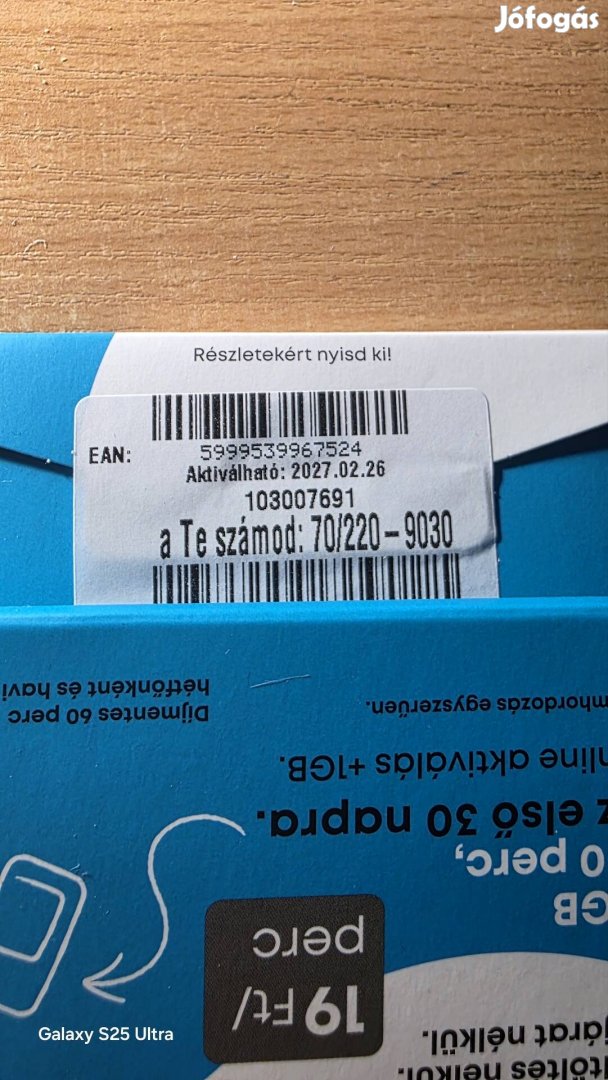 Jófogás
Részletekért nyisd ki!
EAN:
5999539967524
Aktiválható: 2027.02.26
103007691
a Te számod: 70/220-9030
Díjmentes 60 perc
hétfőnként és havi
mhordozás egyszerűen.
nline aktiválás +1GB.
z első 30 napra.
0 perc,
GB
19 Ft/
perc
járat nélkül.
töltés nélkül.
Galaxy S25 Ultra